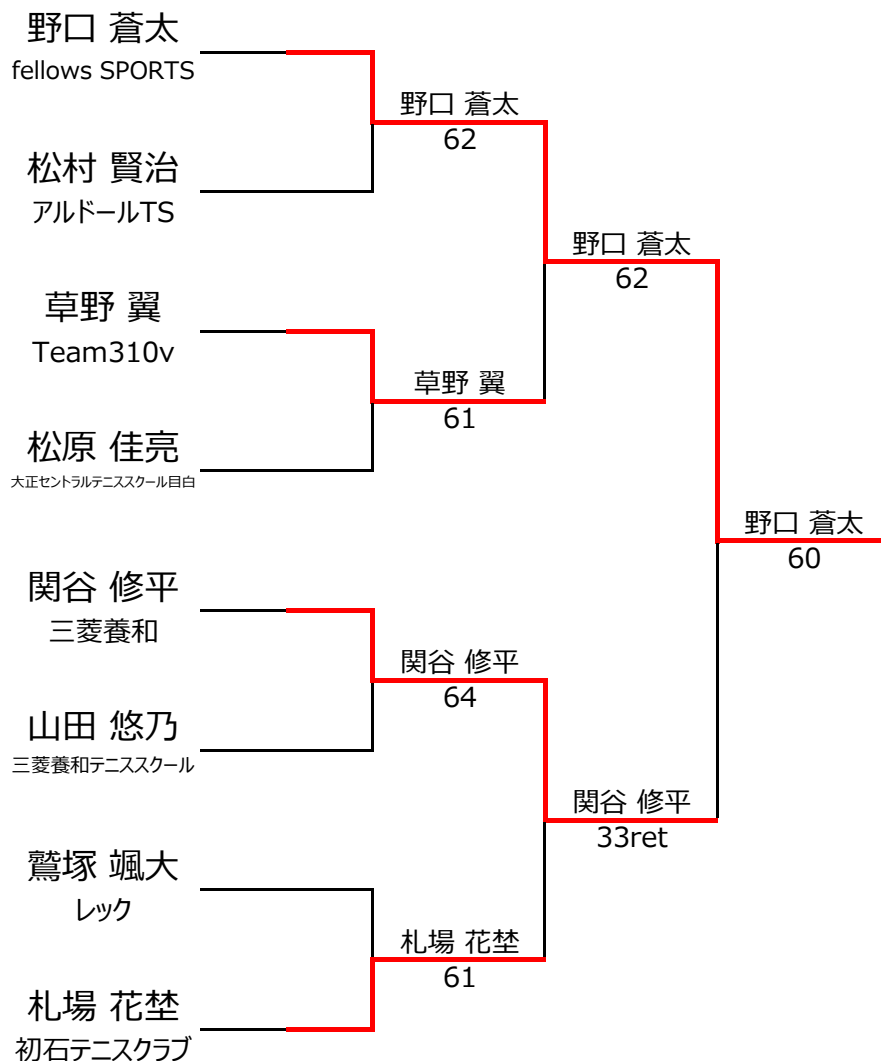 野口 蒼太
fellows SPORTS
松村 賢治
アルドールTS
草野 翼
Team310v
松原 佳亮
大正セントラルテニススクール目白
関谷 修平
三菱養和
山田 悠乃
三菱養和テニススクール
鷲塚 颯大
レック
札場 花埜
初石テニスクラブ
野口 蒼太
62
草野 翼
61
関谷 修平
64
札場 花埜
61
野口 蒼太
62
関谷 修平
33ret
野口 蒼太
60